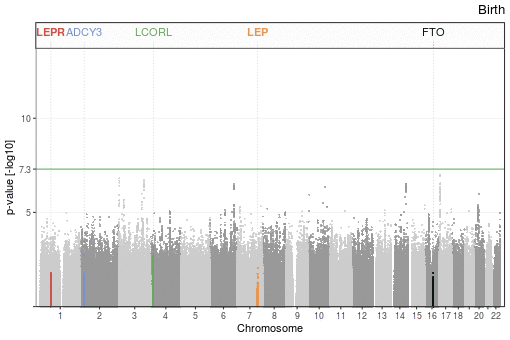 Birth
LEPR ADCY3 LCORL LEP FTO
10
7.3
5
p-value [-log10]
1 2 3 4 5 6 7 8 9 10 11 12 13 14 15 16 17 18 20 22
Chromosome